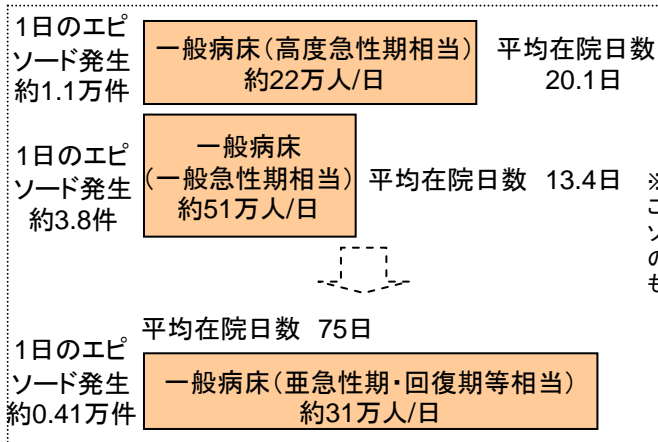 1日のエピ
ソード発生
約1.1万件
一般病床（高度急性期相当）
約22万人/日
平均在院日数
20.1日
1日のエピ
ソード発生
約3.8件
一般病床
（一般急性期相当）
約51万人/日
平均在院日数 13.4日
※
こ
ソ
の
も
平均在院日数 75日
1日のエピ
ソード発生
約0.41万件
一般病床（亜急性期・回復期等相当）
約31万人/日